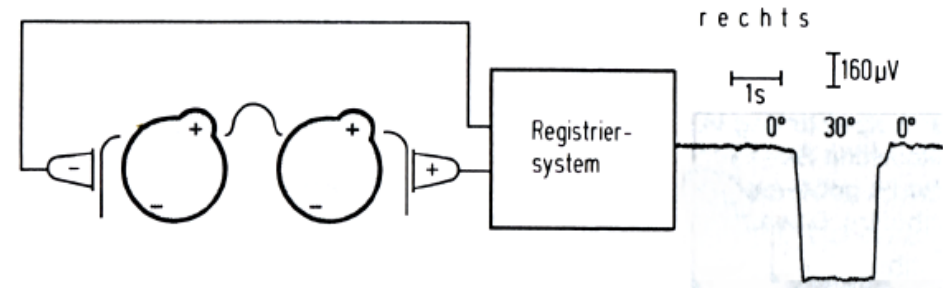 rechts
160µV
1s
0° 30° 0°
+ +
- + 
- -
Registrier-
system